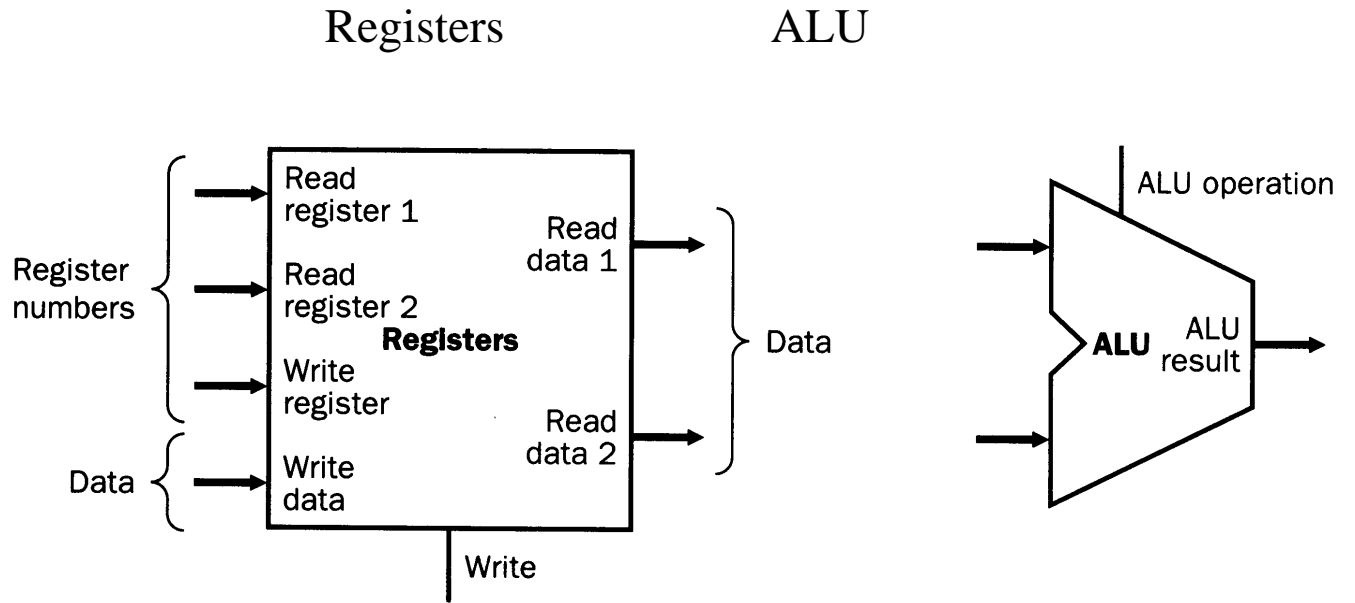 Registers
ALU
Register
numbers
Data
Read
register 1
Read
register 2
Registers
Write
register
Write
data
Read
data 1
Read
data 2
Write
Data
ALU operation
ALU
ALU
result